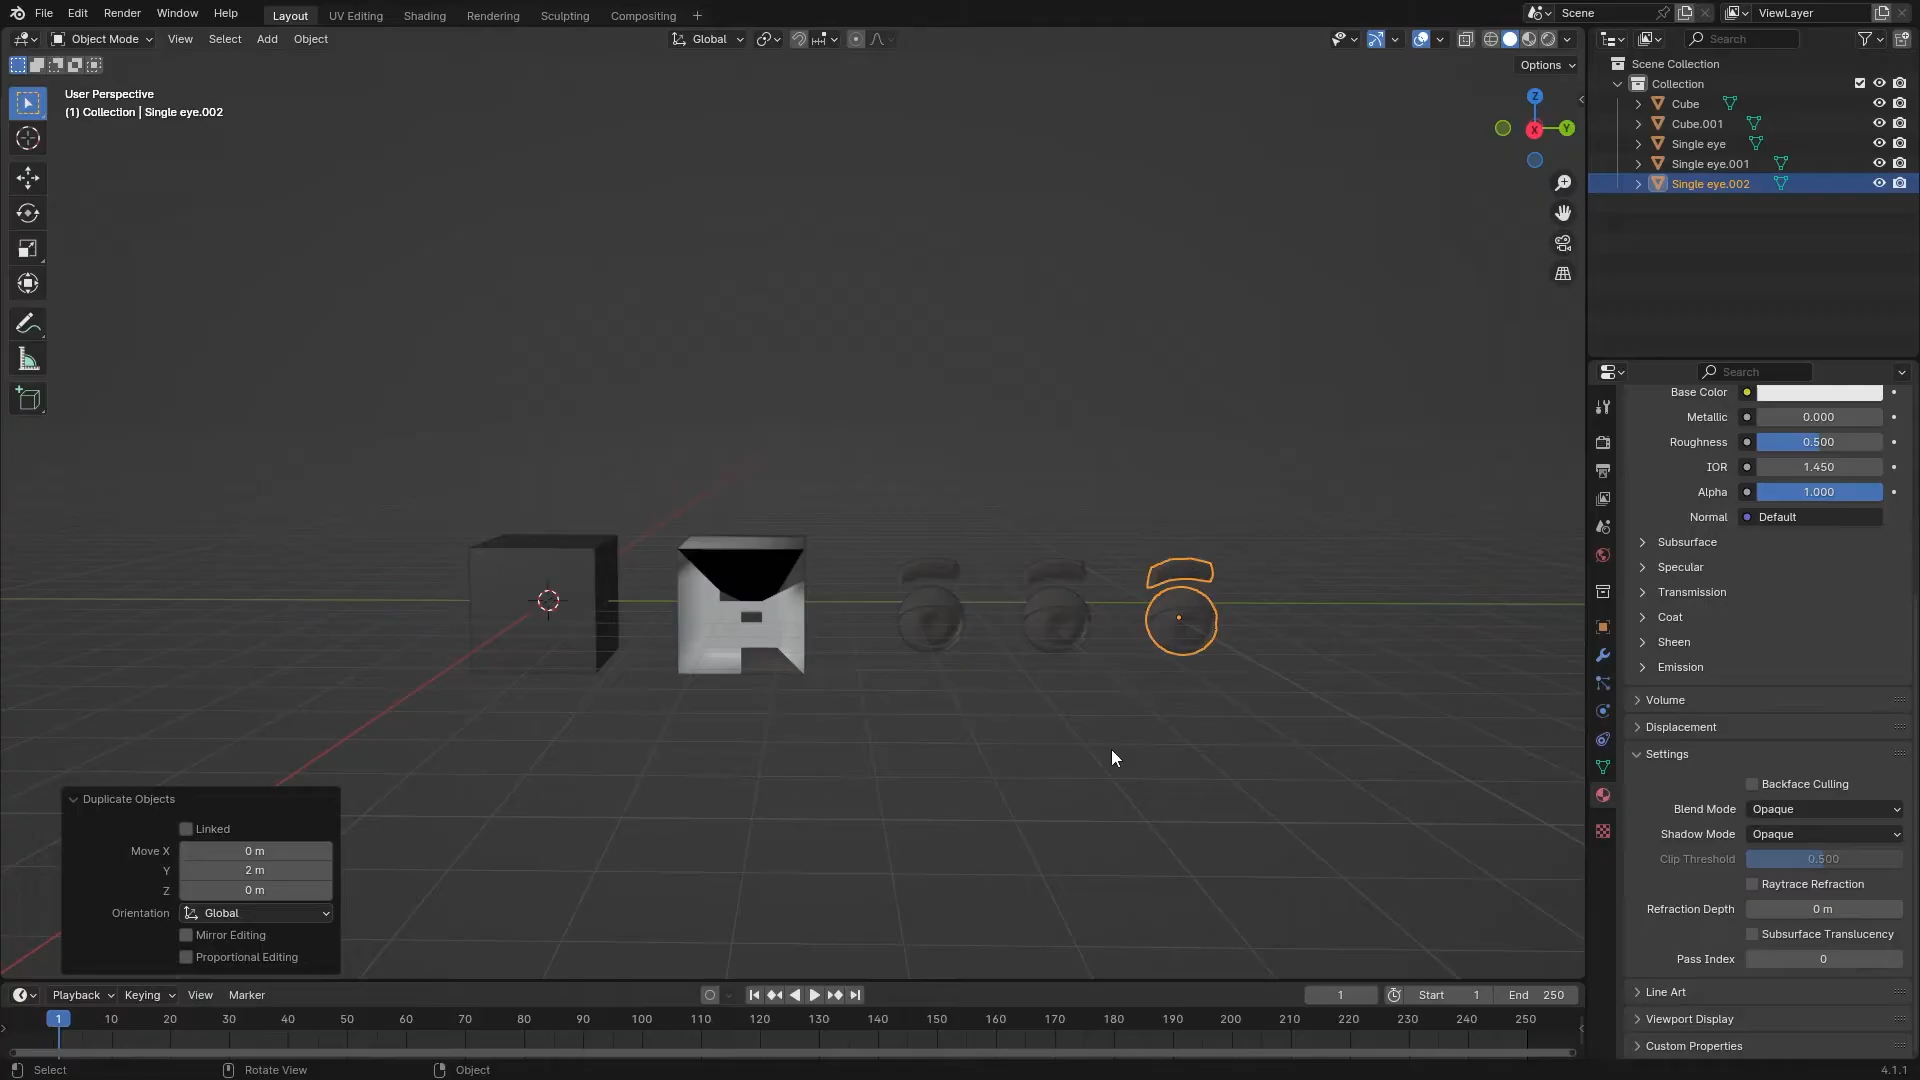 File Edit Render Window Help Layout UV Editing Shading Rendering Sculpting Compositing + Scene ViewLayer
Object Mode View Select Add Object Global Search
Options
User Perspective
(1) Collection | Single eye.002
Z
X
Y
Scene Collection
Collection
Cube
Cube.001
Single eye
Single eye.001
Single eye.002
Search
Base Color
Metallic 0.000
Roughness 0.500
IOR 1.450
Alpha 1.000
Normal Default
Subsurface
Specular
Transmission
Coat
Sheen
Emission
Volume
Displacement
Settings
Backface Culling
Blend Mode Opaque
Shadow Mode Opaque
Clip Threshold 0.500
Raytrace Refraction
Refraction Depth 0 m
Subsurface Translucency
Pass Index 0
Line Art
Viewport Display
Custom Properties
Duplicate Objects
Linked
Move X 0 m
Y 2 m
Z 0 m
Orientation Global
Mirror Editing
Proportional Editing
Playback Keying View Marker 1 Start 1 End 250
1 10 20 30 40 50 60 70 80 90 100 110 120 130 140 150 160 170 180 190 200 210 220 230 240 250
Select Rotate View Object 4.1.1